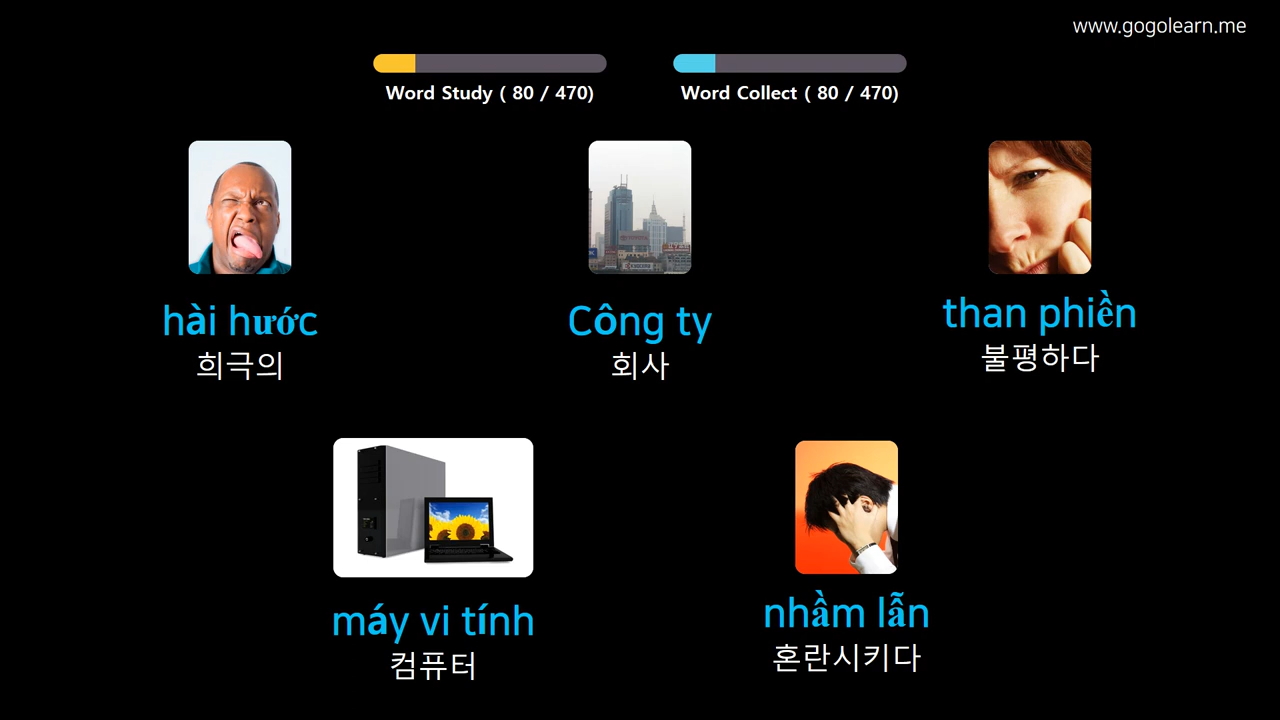 www.gogolearn.me
Word Study ( 80 / 470)
Word Collect ( 80 / 470)
hài hước
희극의
Công ty
회사
than phiền
불평하다
máy vi tính
컴퓨터
nhầm lẫn
혼란시키다